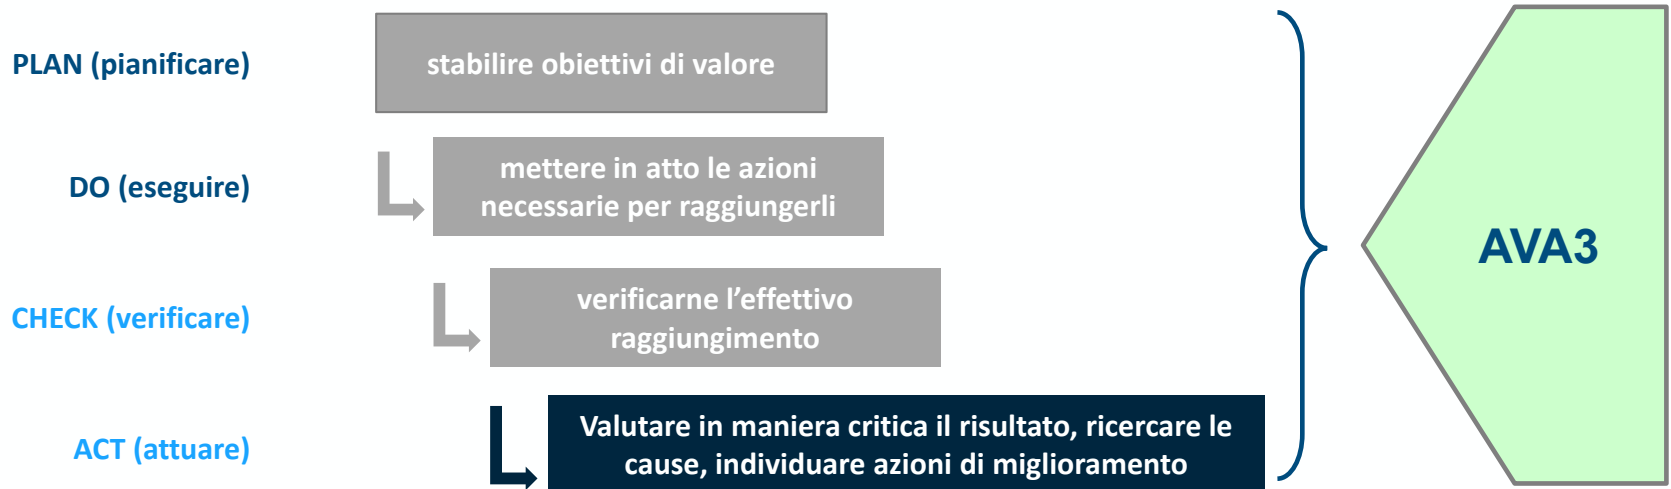 PLAN (pianificare)
stabilire obiettivi di valore
DO (eseguire)
mettere in atto le azioni
necessarie per raggiungerli
CHECK (verificare)
verificarne l’effettivo
raggiungimento
ACT (attuare)
Valutare in maniera critica il risultato, ricercare le
cause, individuare azioni di miglioramento
AVA3